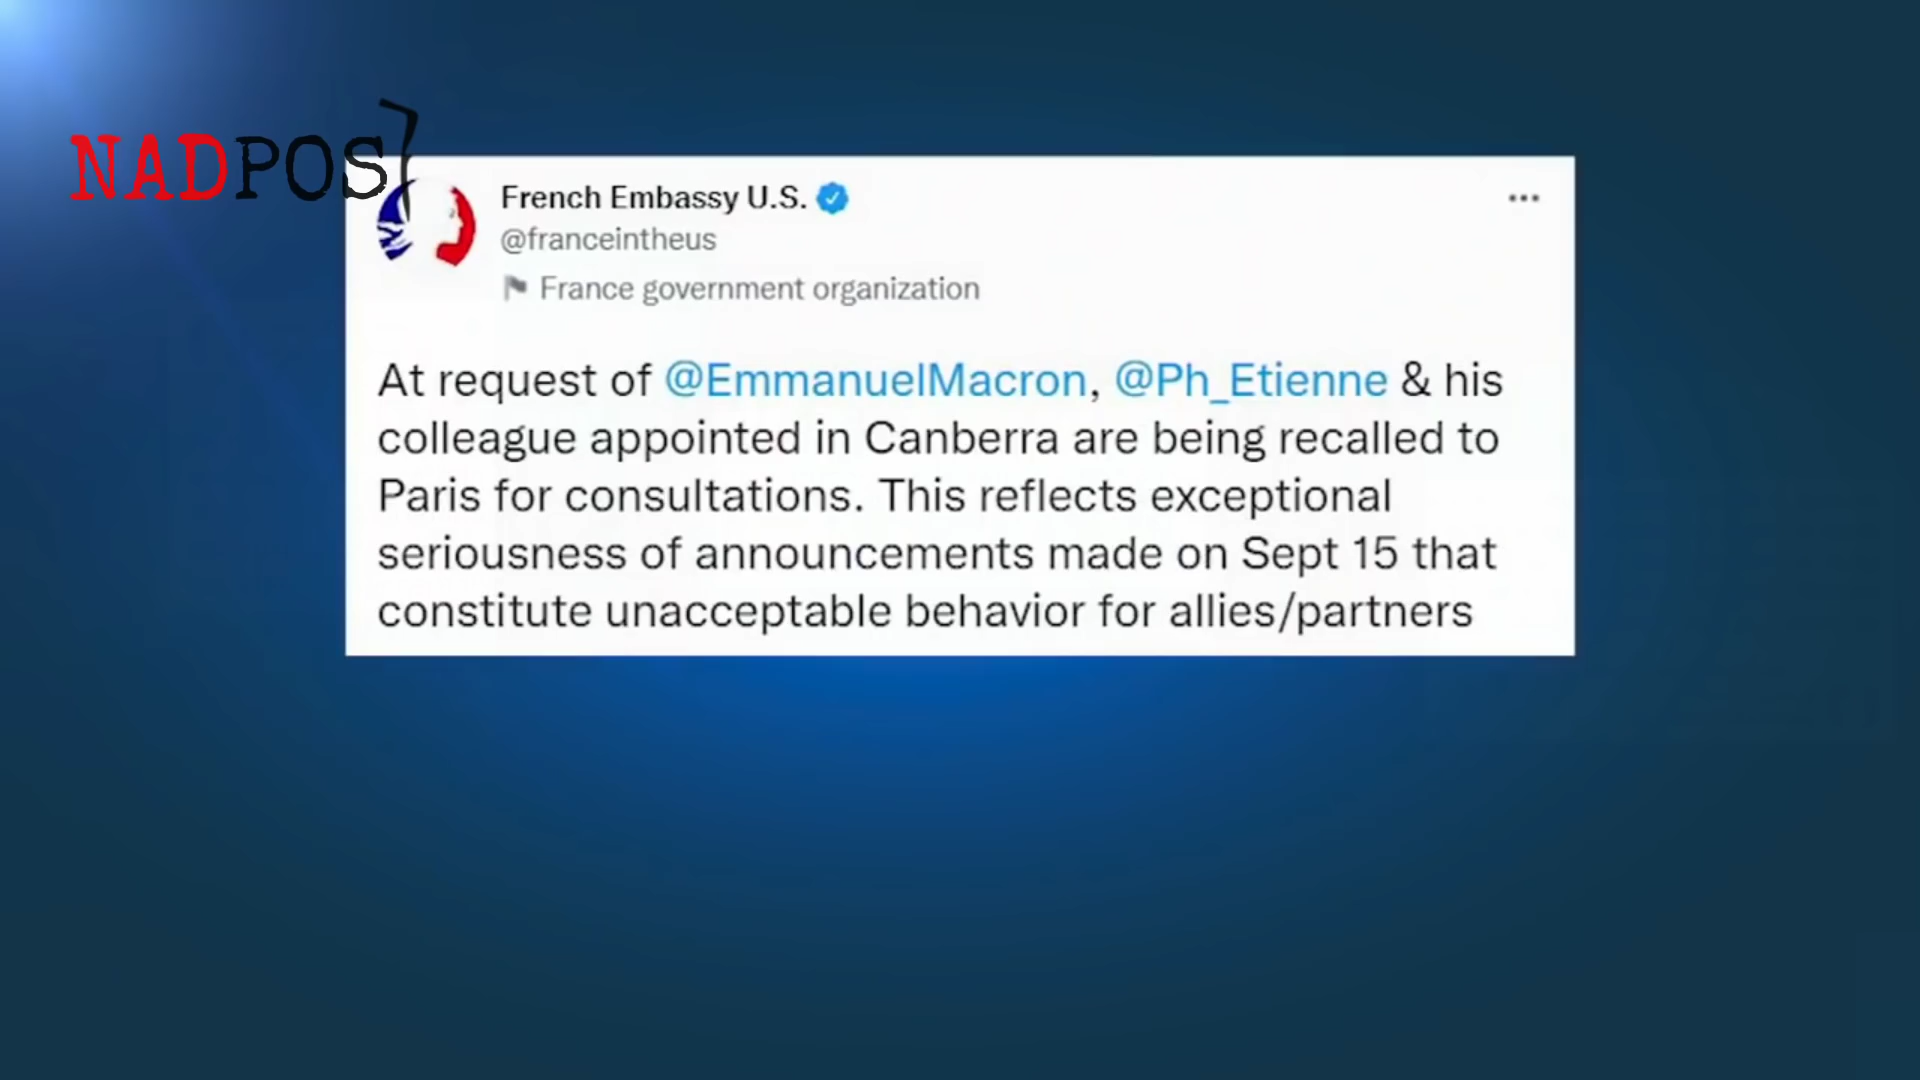 NADPOS
French Embassy U.S.
@franceintheus
France government organization
At request of @EmmanuelMacron, @Ph_Etienne & his
colleague appointed in Canberra are being recalled to
Paris for consultations. This reflects exceptional
seriousness of announcements made on Sept 15 that
constitute unacceptable behavior for allies/partners